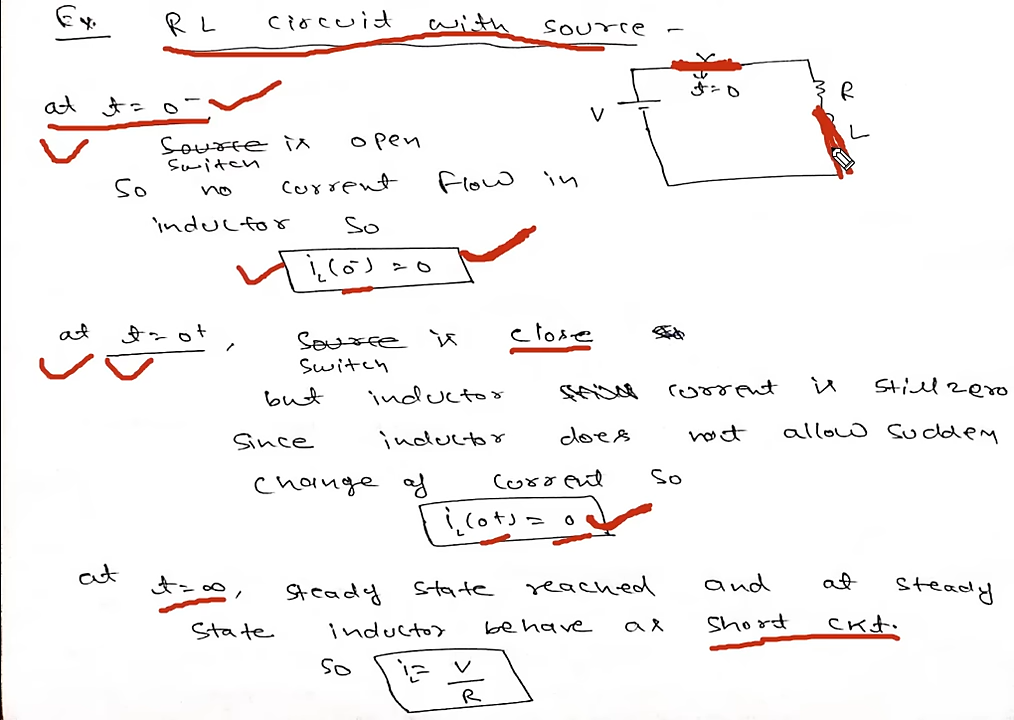 Ex. RL circuit with source -
at t = 0⁻
V
t=0
R
L
Source is open
switch
So no current flow in
inductor so
i_L(0⁻) = 0
at t = 0⁺, Source is close
switch
but inductor current is still zero
since inductor does not allow sudden
change of current so
i_L(0⁺) = 0
at t=∞, steady state reached and at steady
state inductor behave as short ckt.
so i_L = V/R